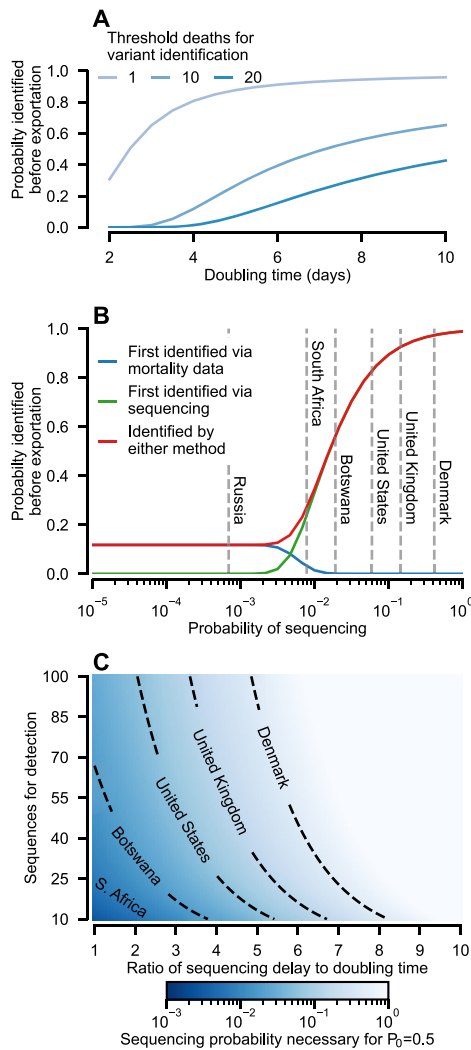 A
Threshold deaths for
variant identification
1 10 20
Probabilty identified
before exportation
1.0
0.8
0.6
0.4
0.2
0.0
2 4 6 8 10
Doubling time (days)
B
First identified via
mortality data
First identified via
sequencing
Identified by
either method
Probabilty identified
before exportation
1.0
0.8
0.6
0.4
0.2
0.0
Russia
South Africa
Botswana
United States
United Kingdom
Denmark
10⁻⁵ 10⁻⁴ 10⁻³ 10⁻² 10⁻¹ 10⁰
Probability of sequencing
C
Sequences for detection
100
85
70
55
40
25
10
S. Africa
Botswana
United States
United Kingdom
Denmark
1 2 3 4 5 6 7 8 9 10
Ratio of sequencing delay to doubling time
10⁻³ 10⁻² 10⁻¹ 10⁰
Sequencing probability necessary for P₀=0.5